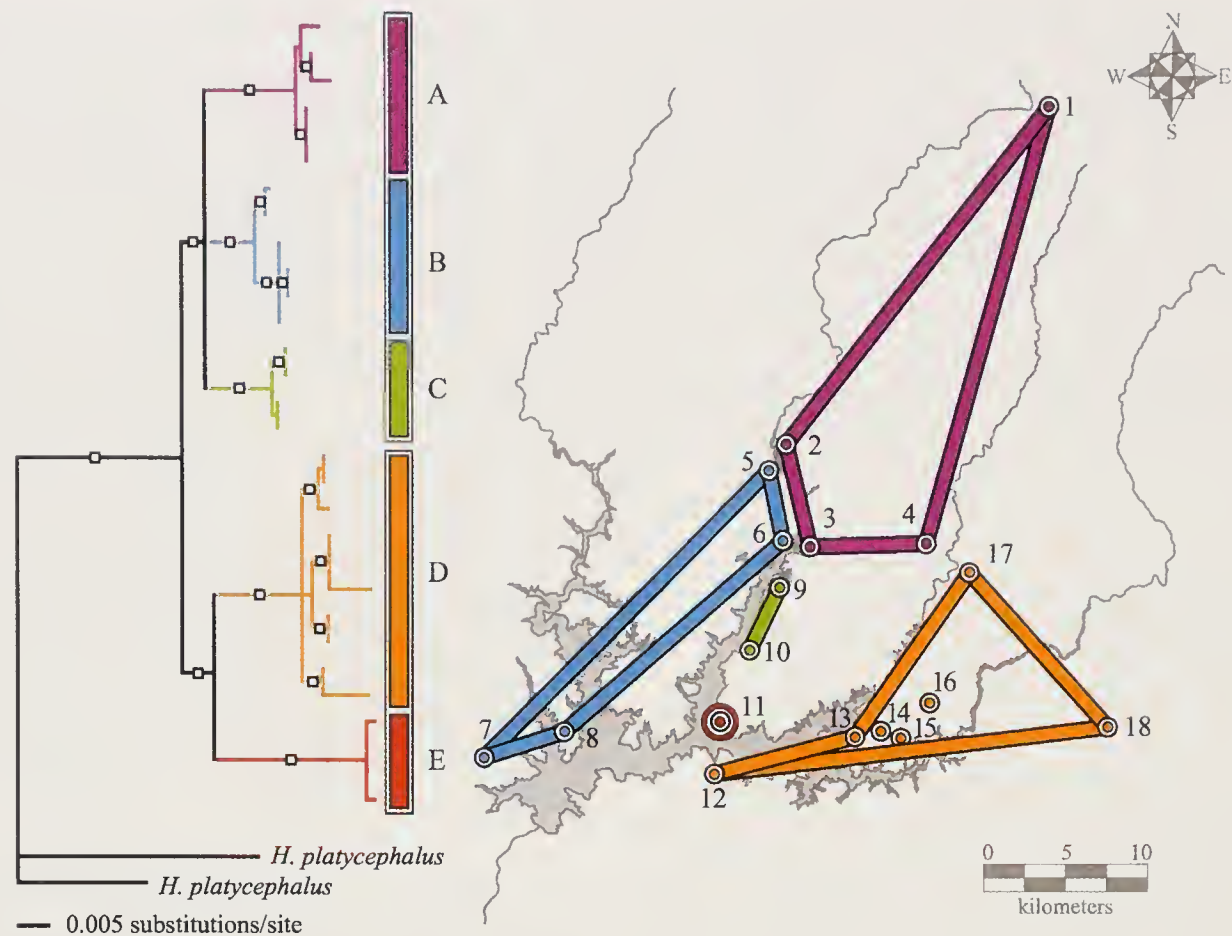 A
B
C
D
E
H. platycephalus
H. platycephalus
0.005 substitutions/site
N
W E
S
1
2
5
3 4
6
17
9
10
16
11
13 14
15
18
7 8
12
0 5 10
kilometers